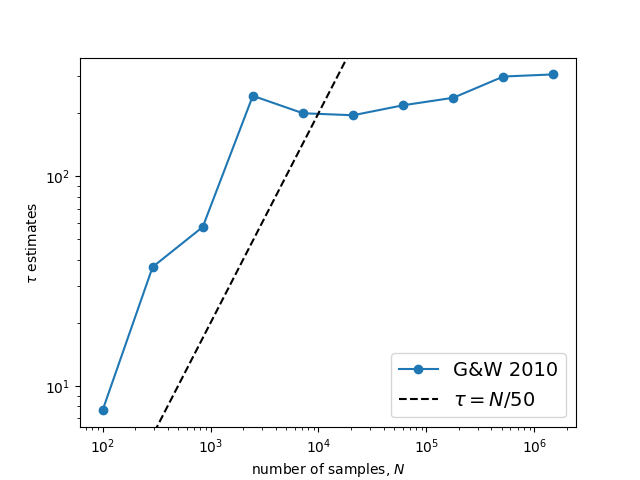 τ estimates
10²
10¹
10² 10³ 10⁴ 10⁵ 10⁶
number of samples, N
G&W 2010
τ = N/50